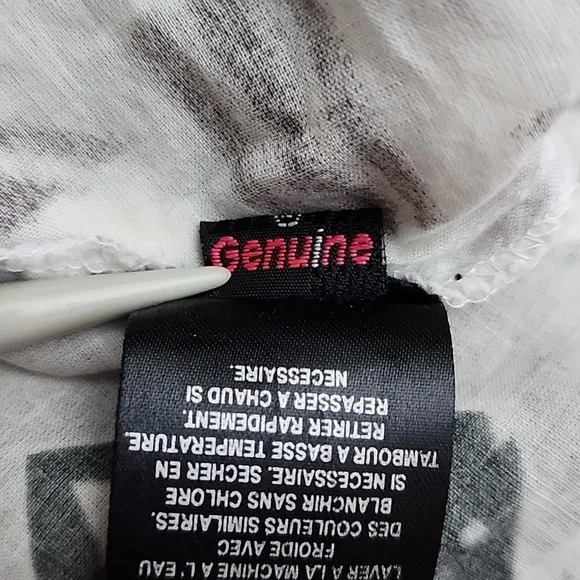 Genuine
LAVER A LA MACHINE A L'EAU
FROIDE AVEC
DES COULEURS SIMILAIRES.
BLANCHIR SANS CHLORE
SI NECESSAIRE. SECHER EN
TAMBOUR A BASSE TEMPERATURE.
RETIRER RAPIDEMENT.
REPASSER A CHAUD SI
NECESSAIRE.